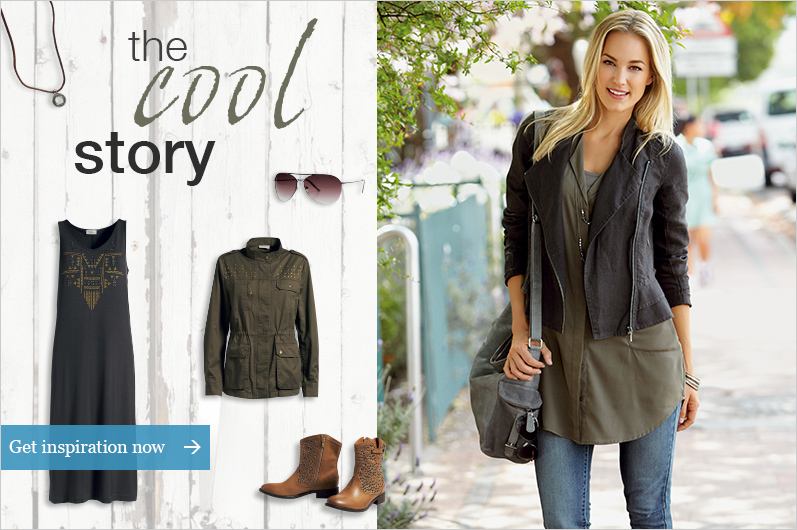 the
cool
story
Get inspiration now →